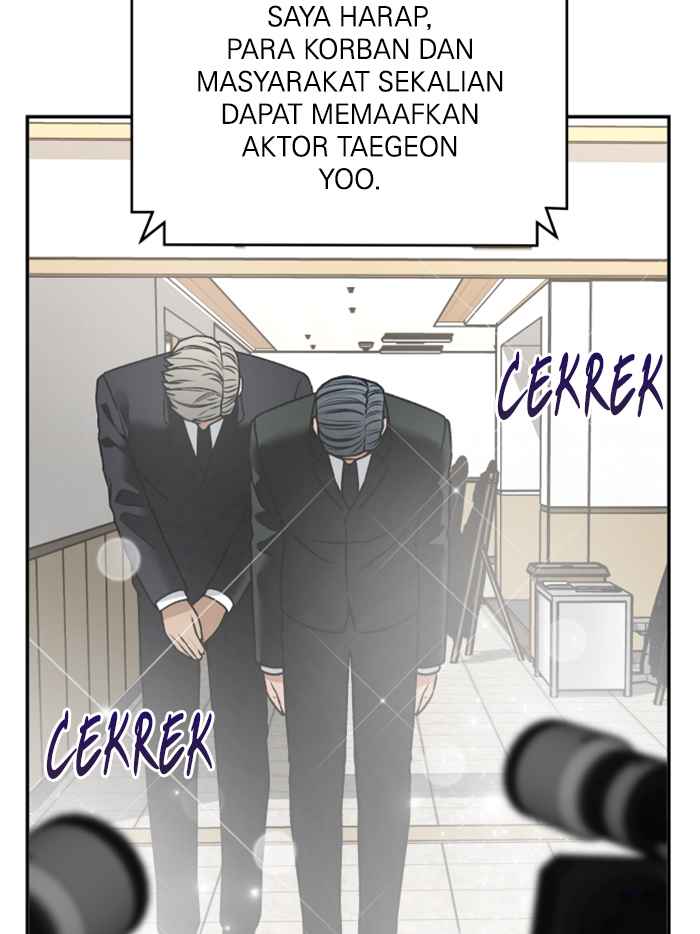 SAYA HARAP,
PARA KORBAN DAN
MASYARAKAT SEKALIAN
DAPAT MEMAAFKAN
AKTOR TAEGEON
YOO.
CEKREK
CEKREK